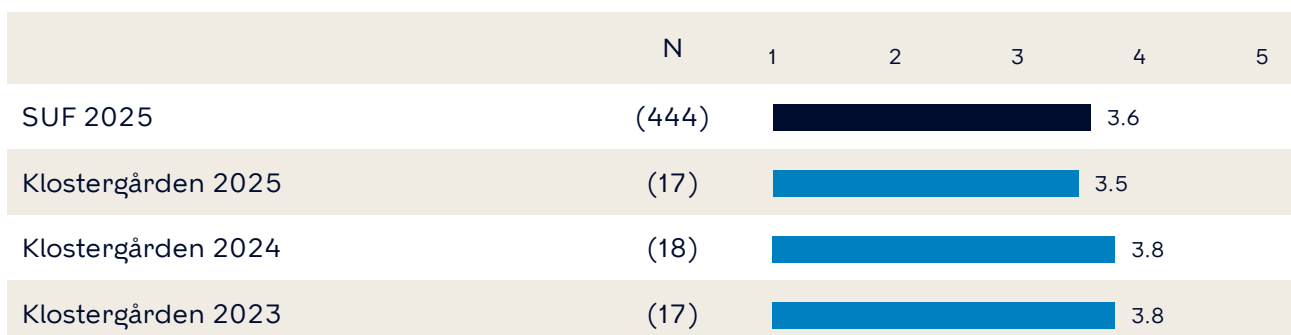 N 1 2 3 4 5
SUF 2025 (444) 3.6
Klostergården 2025 (17) 3.5
Klostergården 2024 (18) 3.8
Klostergården 2023 (17) 3.8